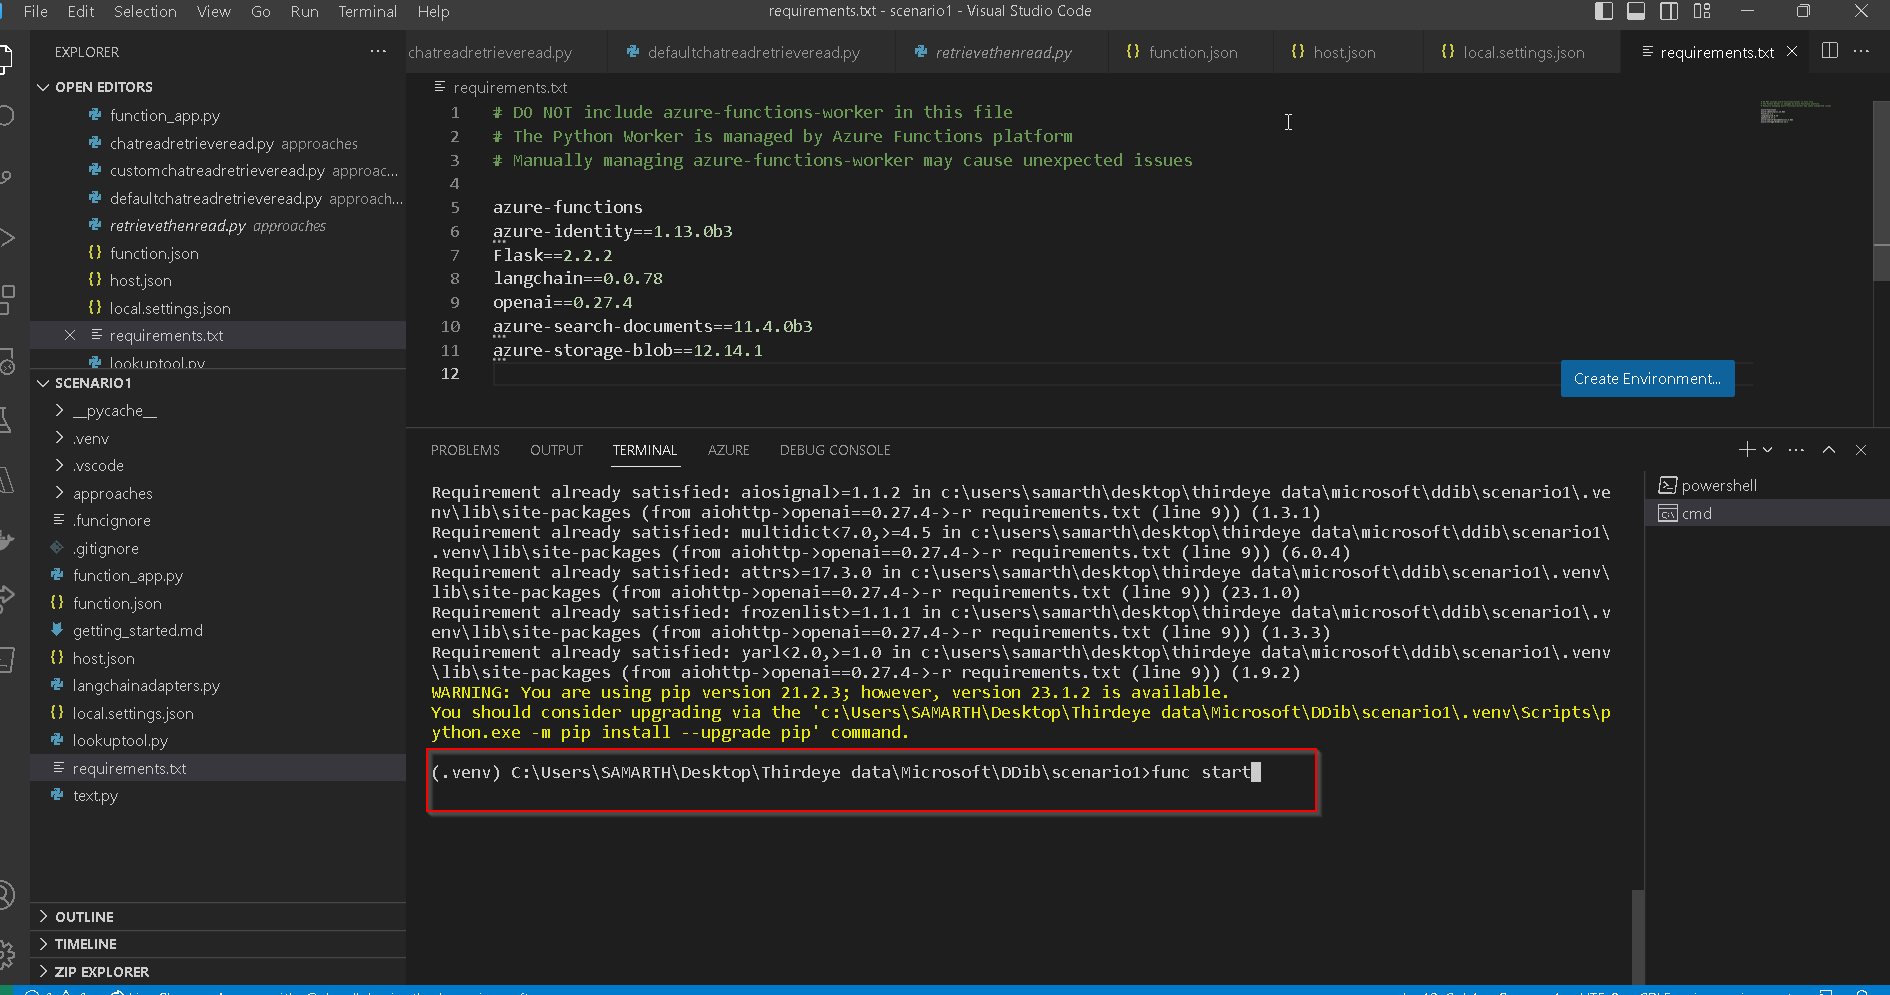 File Edit Selection View Go Run Terminal Help
requirements.txt - scenario1 - Visual Studio Code
EXPLORER
OPEN EDITORS
function_app.py
chatreadretrieveread.py approaches
customchatreadretrieveread.py approac...
defaultchatreadretrieveread.py approach...
retrievethenread.py approaches
{} function.json
{} host.json
{} local.settings.json
requirements.txt
lookuptool.py
SCENARIO1
__pycache__
.venv
.vscode
approaches
.funcignore
.gitignore
function_app.py
{} function.json
getting_started.md
{} host.json
langchainadapters.py
{} local.settings.json
lookuptool.py
requirements.txt
text.py
OUTLINE
TIMELINE
ZIP EXPLORER
chatreadretrieveread.py defaultchatreadretrieveread.py retrievethenread.py {} function.json {} host.json {} local.settings.json requirements.txt
requirements.txt
1 # DO NOT include azure-functions-worker in this file
2 # The Python Worker is managed by Azure Functions platform
3 # Manually managing azure-functions-worker may cause unexpected issues
4
5 azure-functions
6 azure-identity==1.13.0b3
7 Flask==2.2.2
8 langchain==0.0.78
9 openai==0.27.4
10 azure-search-documents==11.4.0b3
11 azure-storage-blob==12.14.1
12
Create Environment...
PROBLEMS OUTPUT TERMINAL AZURE DEBUG CONSOLE
Requirement already satisfied: aiosignal>=1.1.2 in c:\users\samarth\desktop\thirdeye data\microsoft\ddib\scenario1\.ve
nv\lib\site-packages (from aiohttp->openai==0.27.4->-r requirements.txt (line 9)) (1.3.1)
Requirement already satisfied: multidict<7.0,>=4.5 in c:\users\samarth\desktop\thirdeye data\microsoft\ddib\scenario1\
.venv\lib\site-packages (from aiohttp->openai==0.27.4->-r requirements.txt (line 9)) (6.0.4)
Requirement already satisfied: attrs>=17.3.0 in c:\users\samarth\desktop\thirdeye data\microsoft\ddib\scenario1\.venv\
lib\site-packages (from aiohttp->openai==0.27.4->-r requirements.txt (line 9)) (23.1.0)
Requirement already satisfied: frozenlist>=1.1.1 in c:\users\samarth\desktop\thirdeye data\microsoft\ddib\scenario1\.v
env\lib\site-packages (from aiohttp->openai==0.27.4->-r requirements.txt (line 9)) (1.3.3)
Requirement already satisfied: yarl<2.0,>=1.0 in c:\users\samarth\desktop\thirdeye data\microsoft\ddib\scenario1\.venv
\lib\site-packages (from aiohttp->openai==0.27.4->-r requirements.txt (line 9)) (1.9.2)
WARNING: You are using pip version 21.2.3; however, version 23.1.2 is available.
You should consider upgrading via the 'c:\Users\SAMARTH\Desktop\Thirdeye data\Microsoft\DDib\scenario1\.venv\Scripts\p
ython.exe -m pip install --upgrade pip' command.
(.venv) C:\Users\SAMARTH\Desktop\Thirdeye data\Microsoft\DDib\scenario1>func start
powershell
cmd